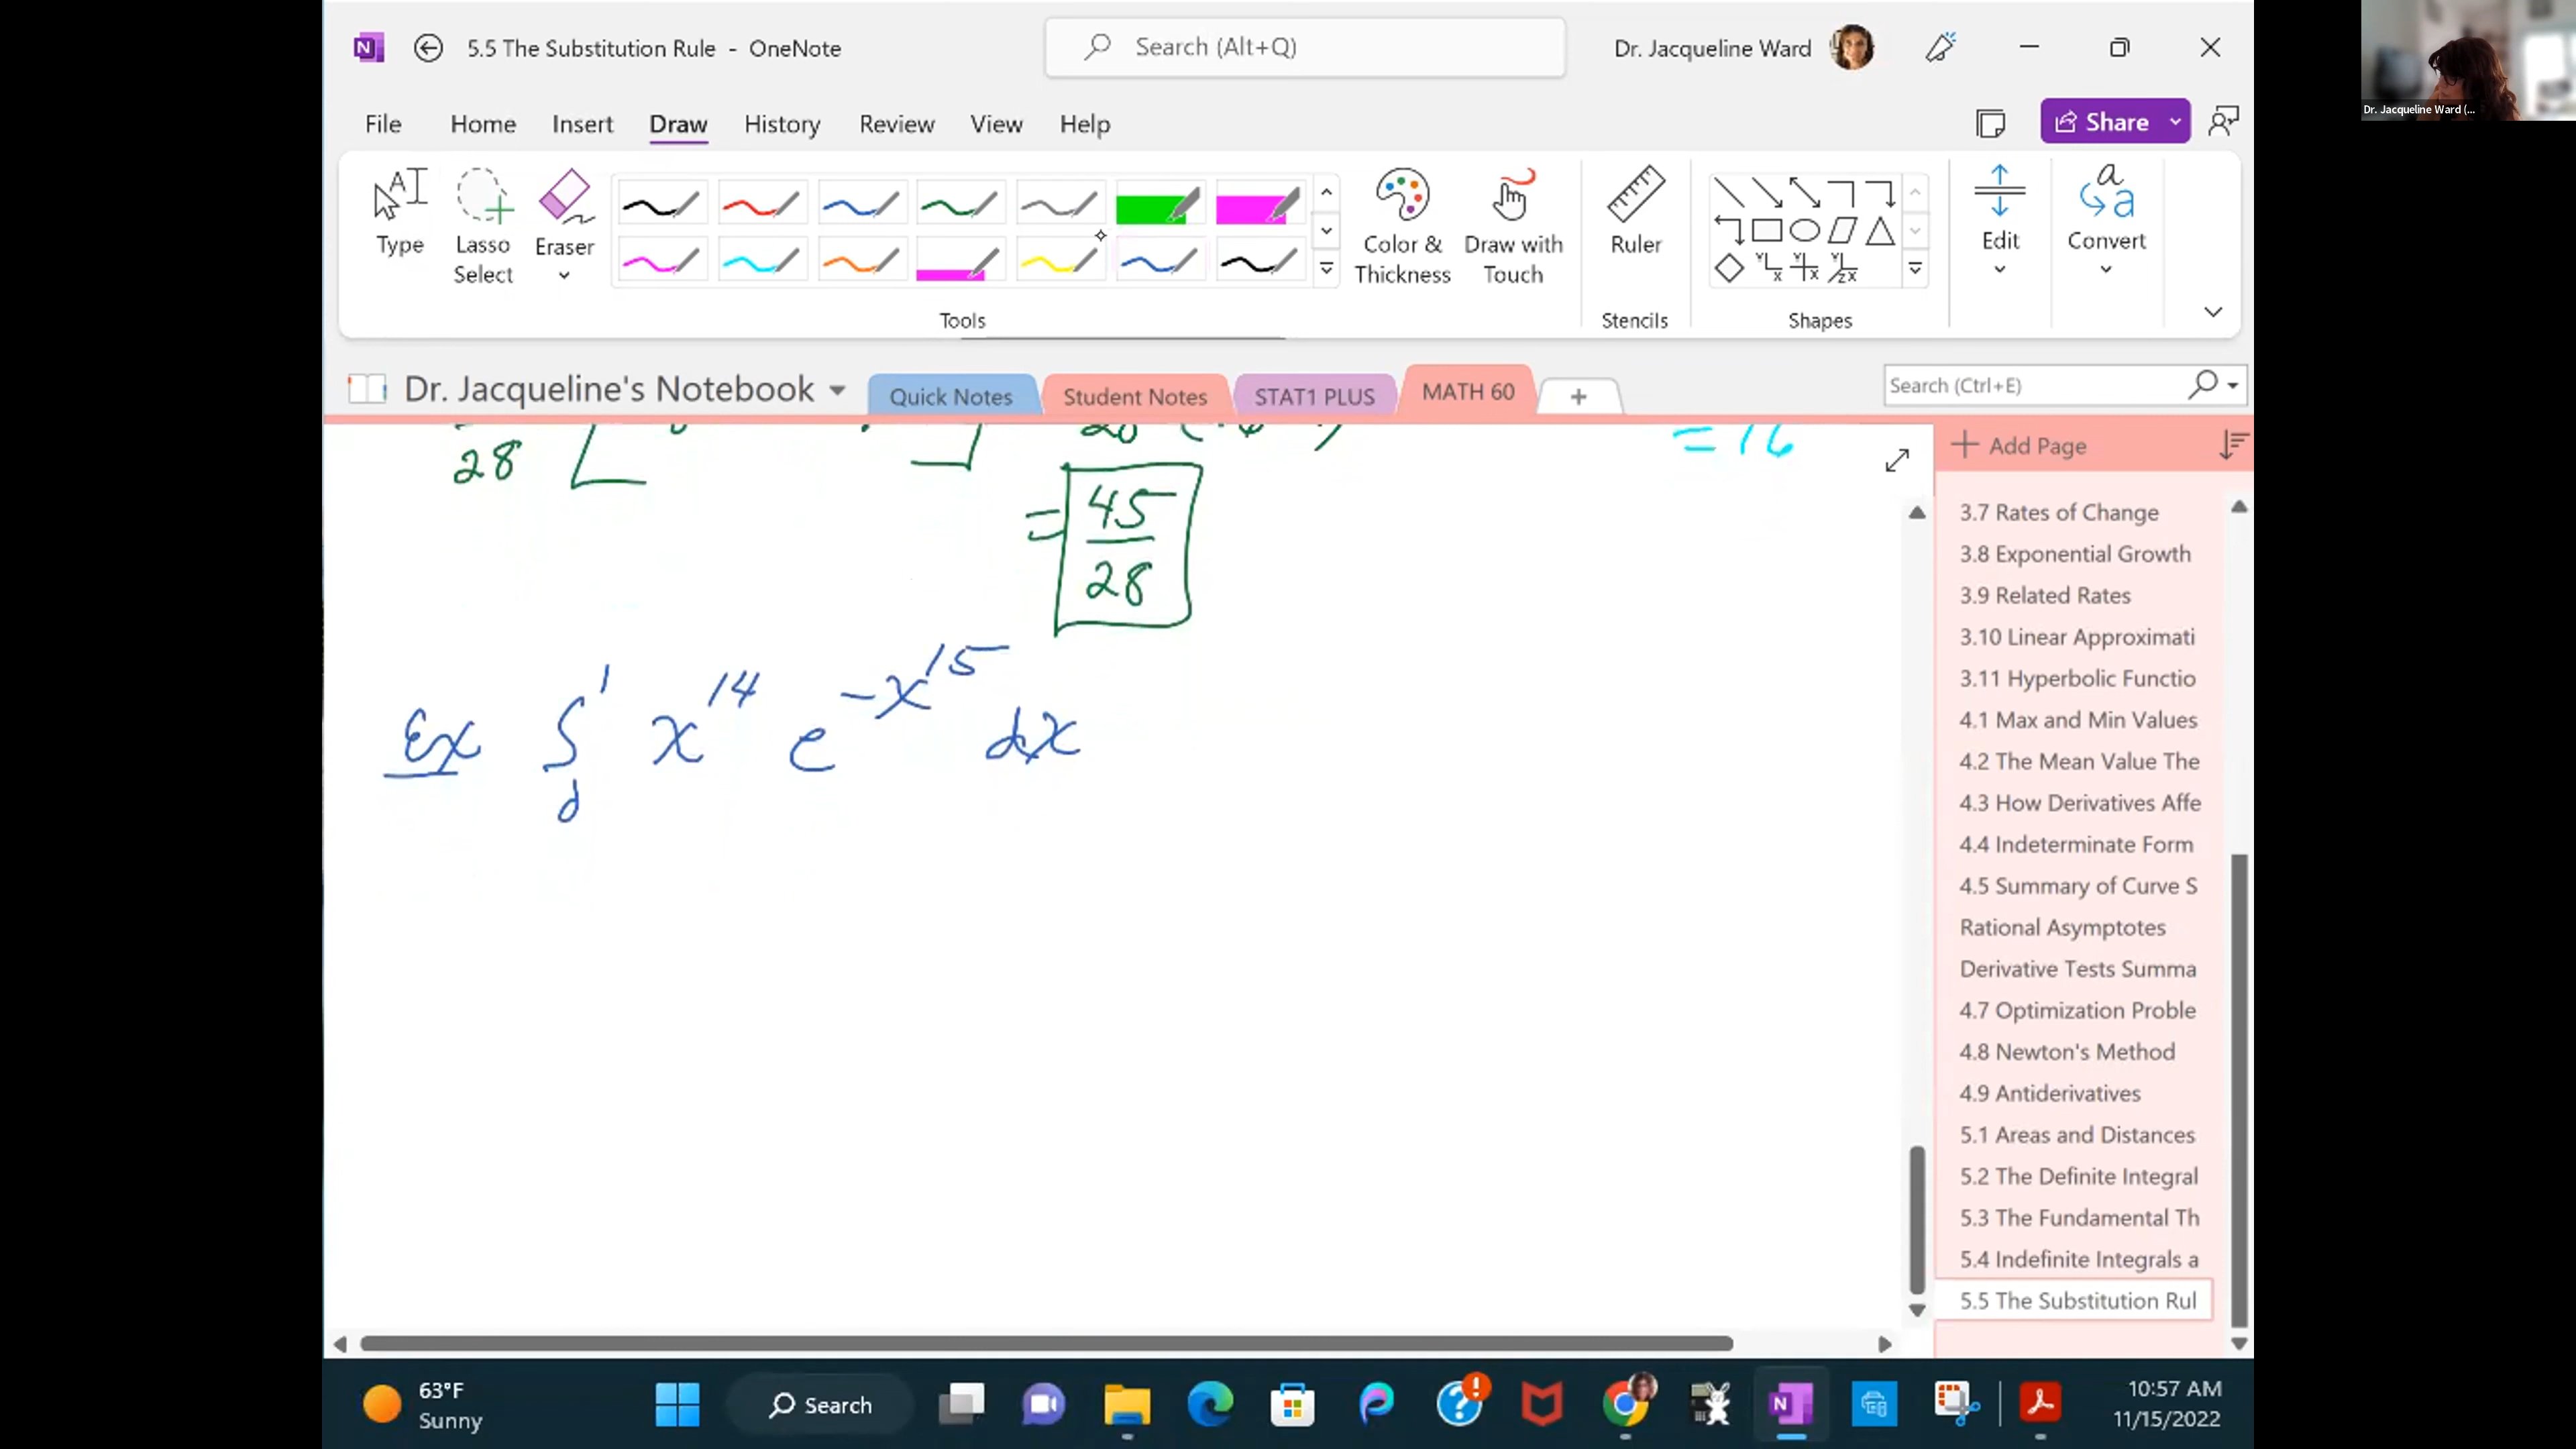 5.5 The Substitution Rule - OneNote
Search (Alt+Q)
Dr. Jacqueline Ward
Dr. Jacqueline Ward (...
File Home Insert Draw History Review View Help
Share
Type
Lasso Select
Eraser
Color & Thickness
Draw with Touch
Ruler
Edit
Convert
Tools
Stencils
Shapes
Dr. Jacqueline's Notebook
Quick Notes
Student Notes
STAT1 PLUS
MATH 60
+
Search (Ctrl+E)
28
= 16
= 45/28
Ex ∫₀¹ x¹⁴ e^(-x¹⁵) dx
Add Page
3.7 Rates of Change
3.8 Exponential Growth
3.9 Related Rates
3.10 Linear Approximati
3.11 Hyperbolic Functio
4.1 Max and Min Values
4.2 The Mean Value The
4.3 How Derivatives Affe
4.4 Indeterminate Form
4.5 Summary of Curve S
Rational Asymptotes
Derivative Tests Summa
4.7 Optimization Proble
4.8 Newton's Method
4.9 Antiderivatives
5.1 Areas and Distances
5.2 The Definite Integral
5.3 The Fundamental Th
5.4 Indefinite Integrals a
5.5 The Substitution Rul
63°F
Sunny
Search
10:57 AM
11/15/2022